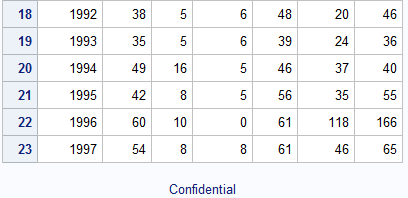 18 1992 38 5 6 48 20 46
19 1993 35 5 6 39 24 36
20 1994 49 16 5 46 37 40
21 1995 42 8 5 56 35 55
22 1996 60 10 0 61 118 166
23 1997 54 8 8 61 46 65
Confidential